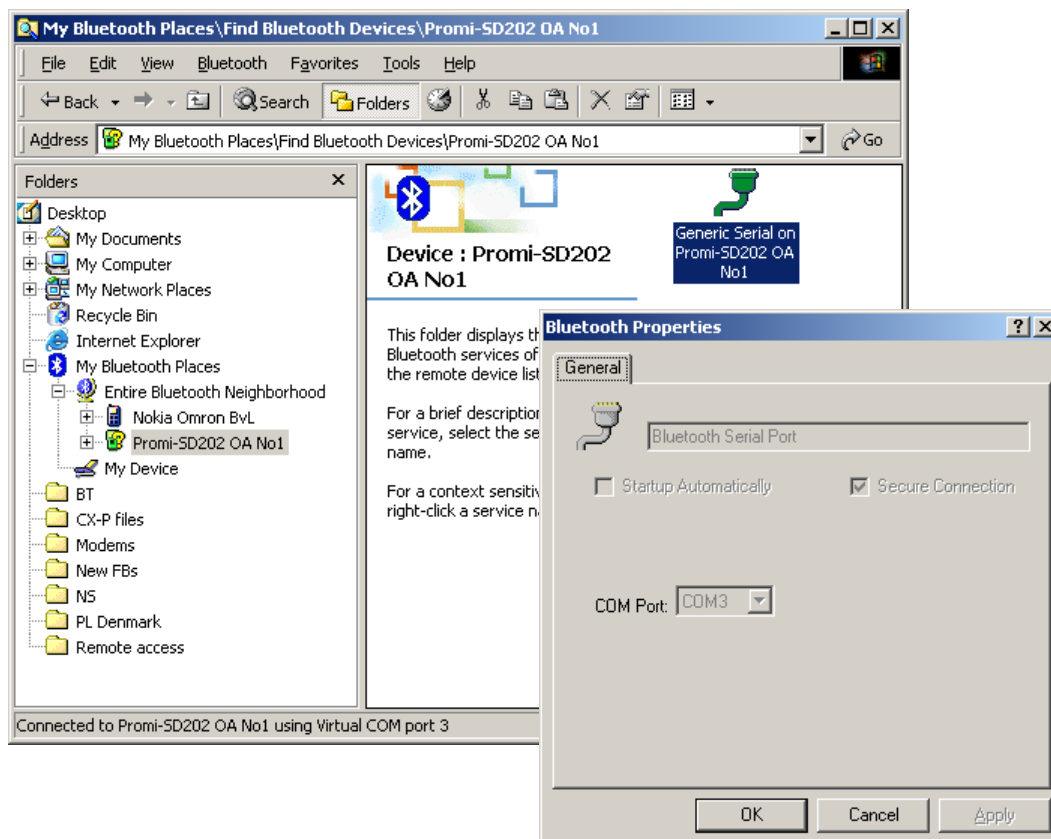 My Bluetooth Places\Find Bluetooth Devices\Promi-SD202 OA No1
File Edit View Bluetooth Favorites Tools Help
Back Search Folders
Address My Bluetooth Places\Find Bluetooth Devices\Promi-SD202 OA No1 Go
Folders
Desktop
My Documents
My Computer
My Network Places
Recycle Bin
Internet Explorer
My Bluetooth Places
Entire Bluetooth Neighborhood
Nokia Omron BvL
Promi-SD202 OA No1
My Device
BT
CX-P files
Modems
New FBs
NS
PL Denmark
Remote access
Device : Promi-SD202
OA No1
Generic Serial on
Promi-SD202 OA
No1
This folder displays th
Bluetooth services of
the remote device list
For a brief description
service, select the se
name.
For a context sensitiv
right-click a service n
Connected to Promi-SD202 OA No1 using Virtual COM port 3
Bluetooth Properties
General
Bluetooth Serial Port
Startup Automatically Secure Connection
COM Port: COM3
OK Cancel Apply